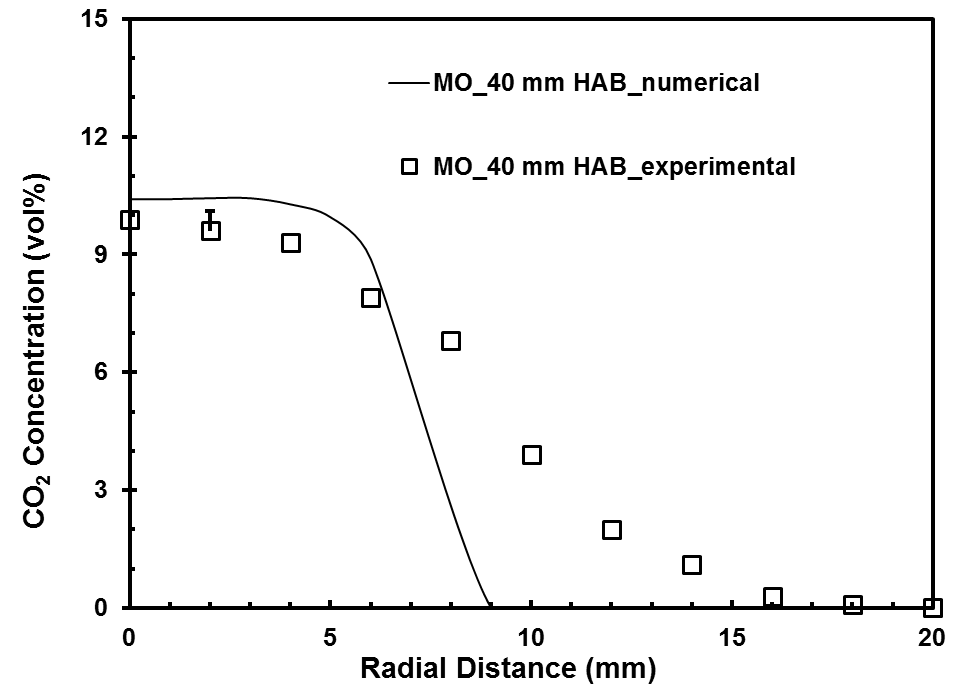 15
12
9
6
3
0
CO₂ Concentration (vol%)
MO_40 mm HAB_numerical
MO_40 mm HAB_experimental
0 5 10 15 20
Radial Distance (mm)